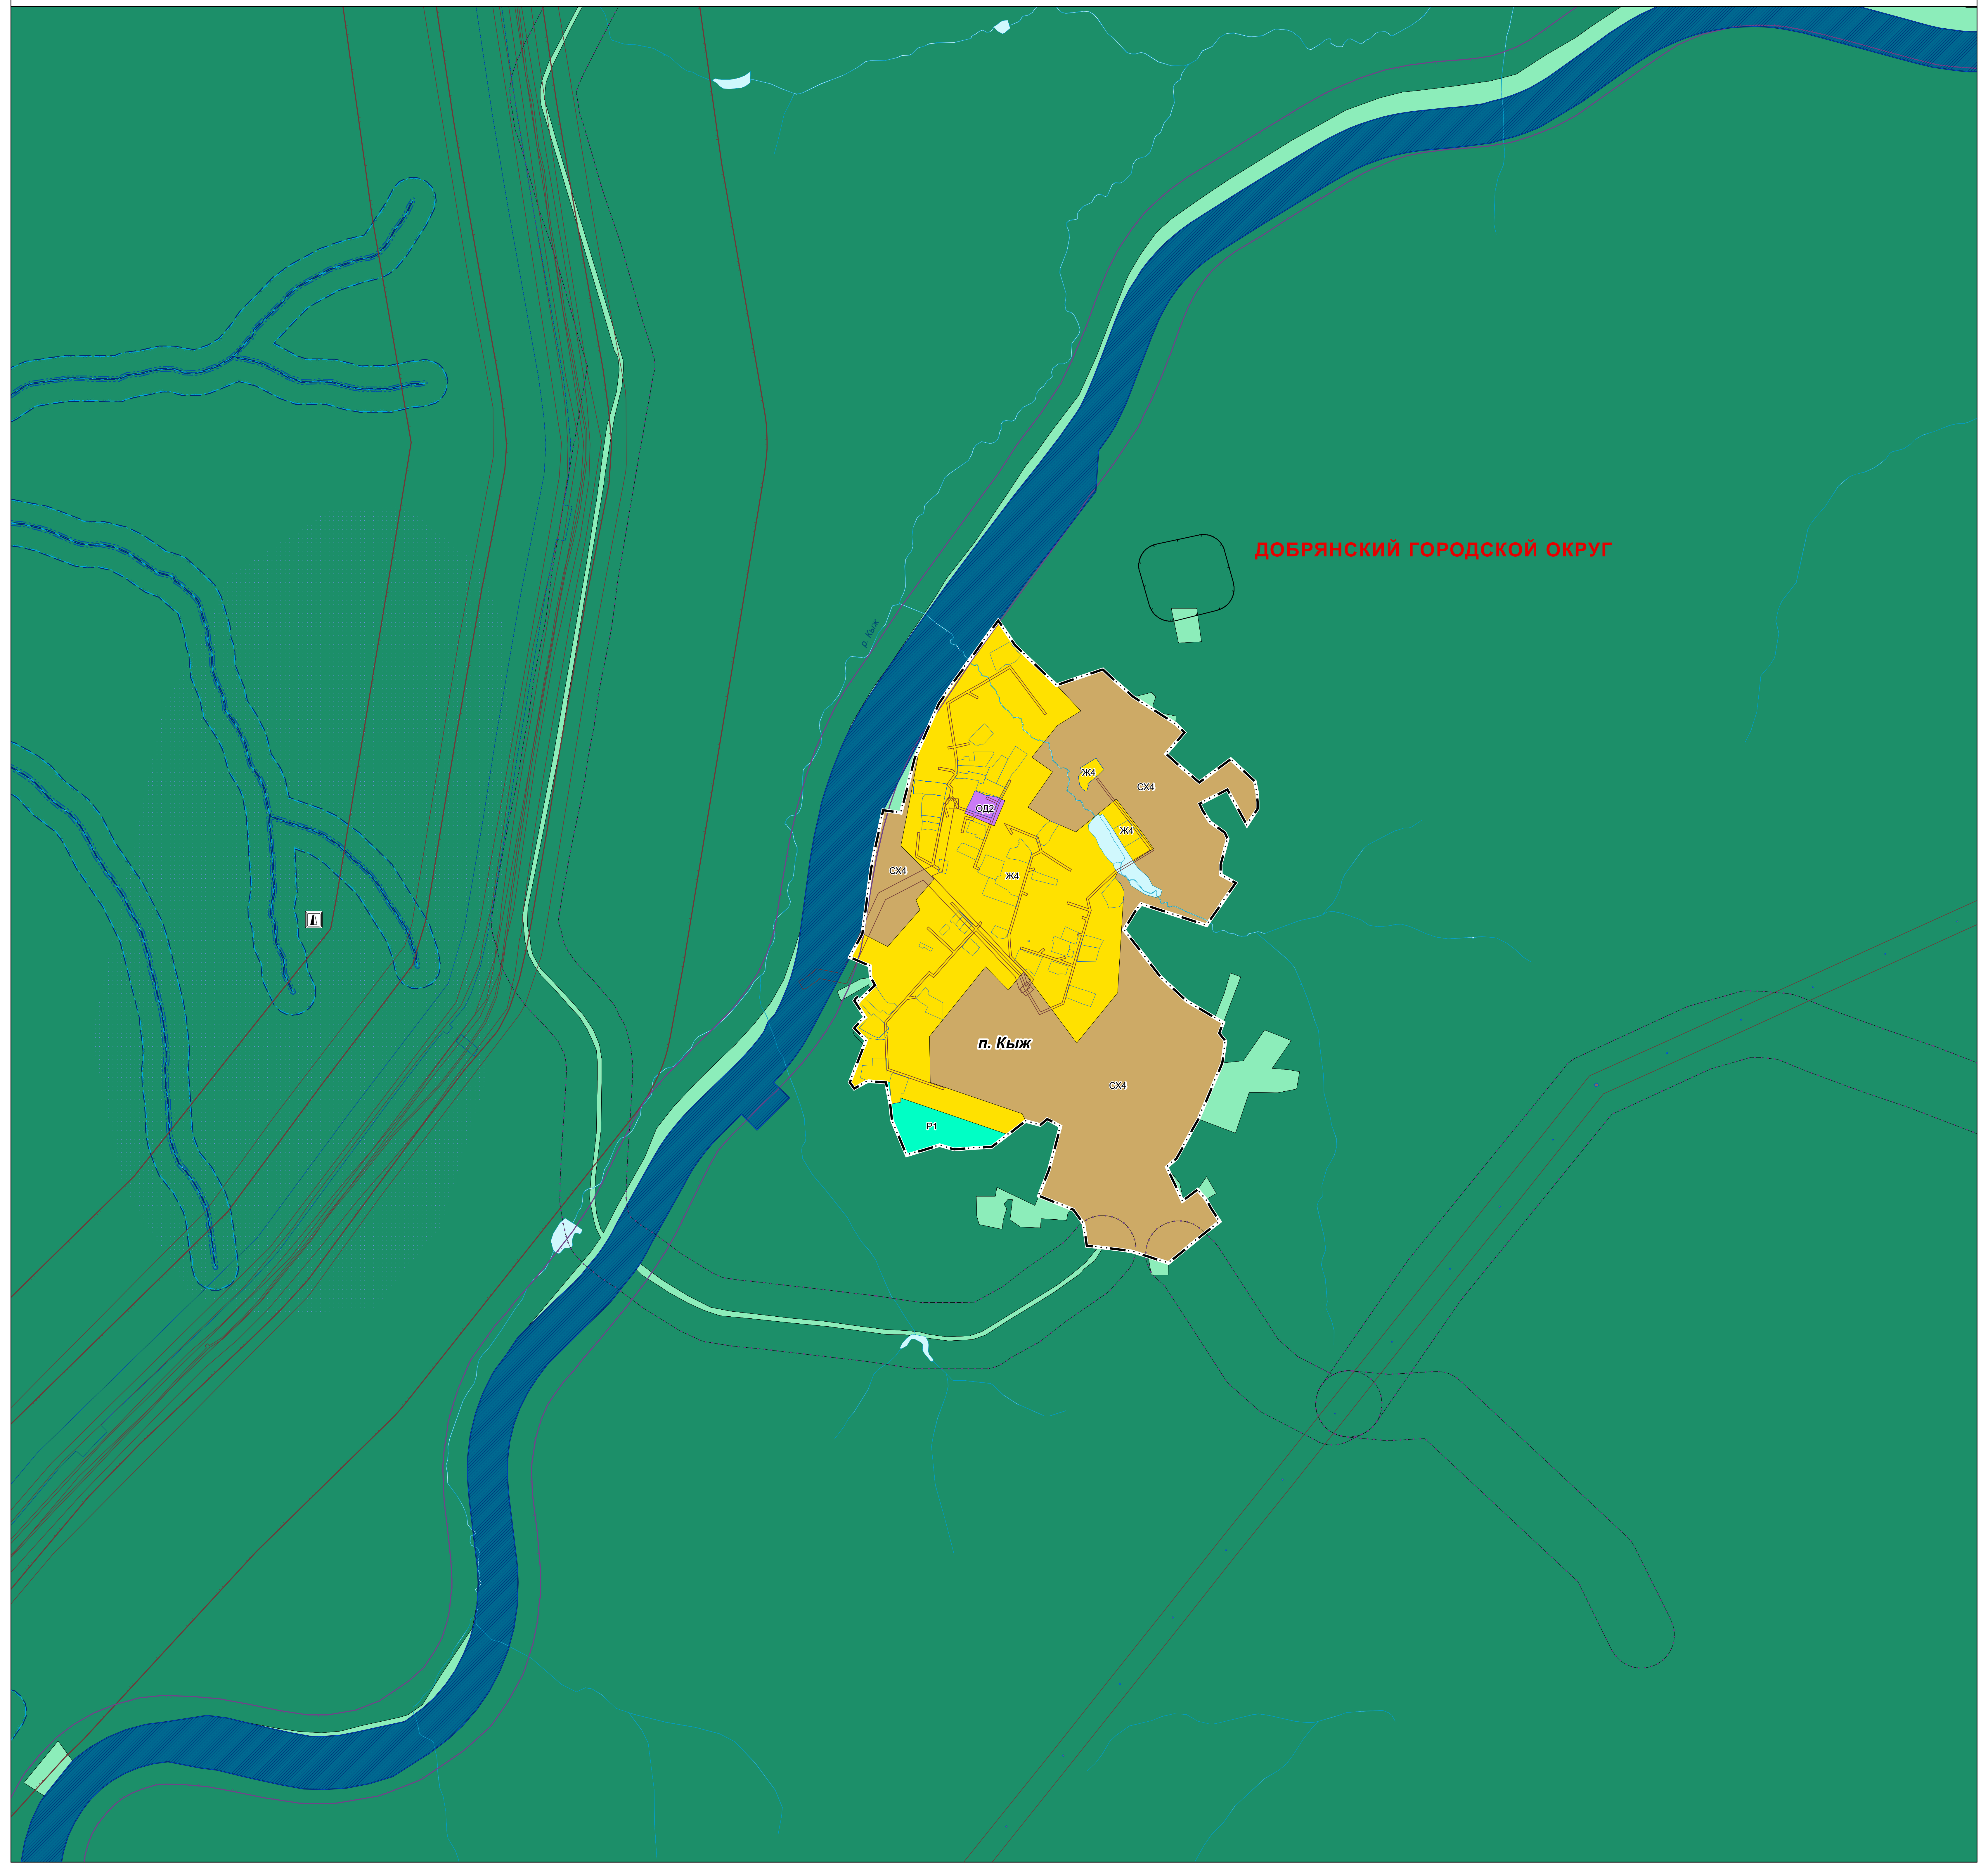 ДОБРЯНСКИЙ ГОРОДСКОЙ ОКРУГ
р. Кыж
Ж4
СХ4
ОД2
Ж4
СХ4
Ж4
п. Кыж
СХ4
Р1